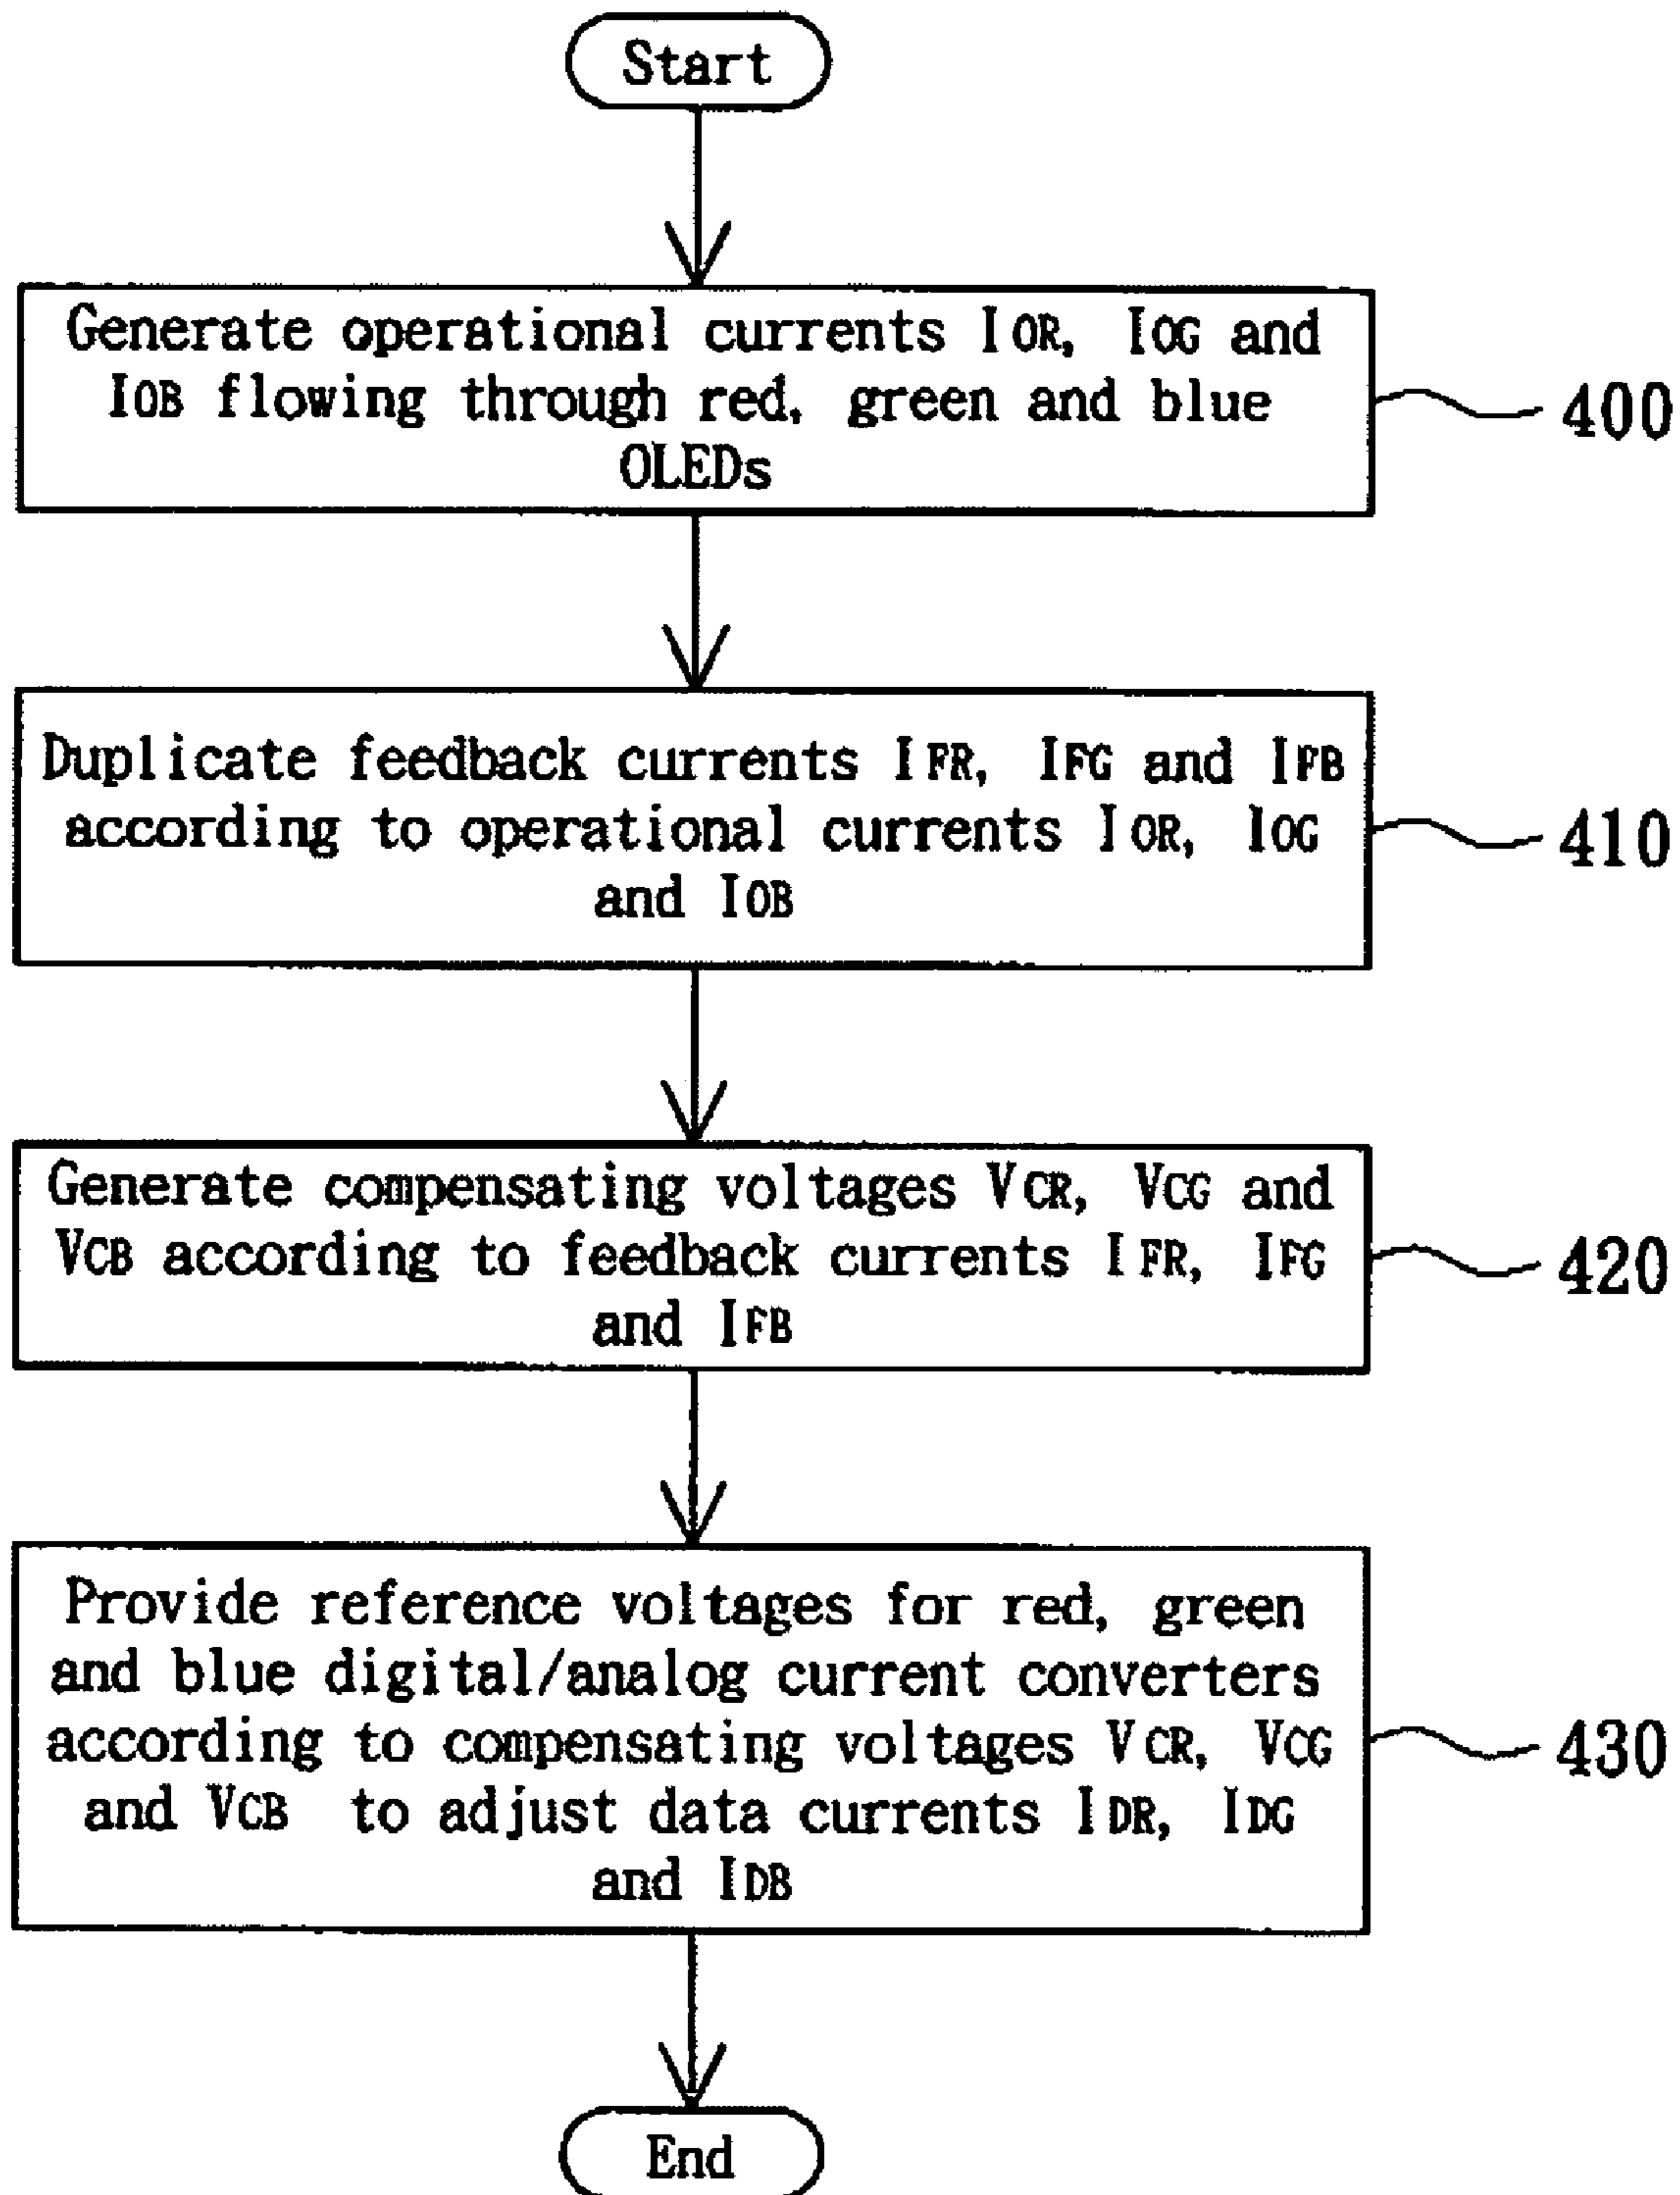 Start
Generate operational currents IOR, IOG and
IOB flowing through red, green and blue
OLEDs
400
Duplicate feedback currents IFR, IFG and IFB
according to operational currents IOR, IOG
and IOB
410
Generate compensating voltages VCR, VCG and
VCB according to feedback currents IFR, IFG
and IFB
420
Provide reference voltages for red, green
and blue digital/analog current converters
according to compensating voltages VCR, VCG
and VCB to adjust data currents IDR, IDG
and IDB
430
End